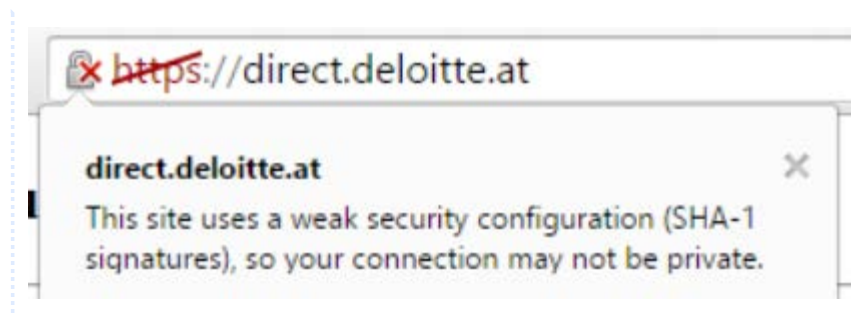 https://direct.deloitte.at
direct.deloitte.at
This site uses a weak security configuration (SHA-1
signatures), so your connection may not be private.